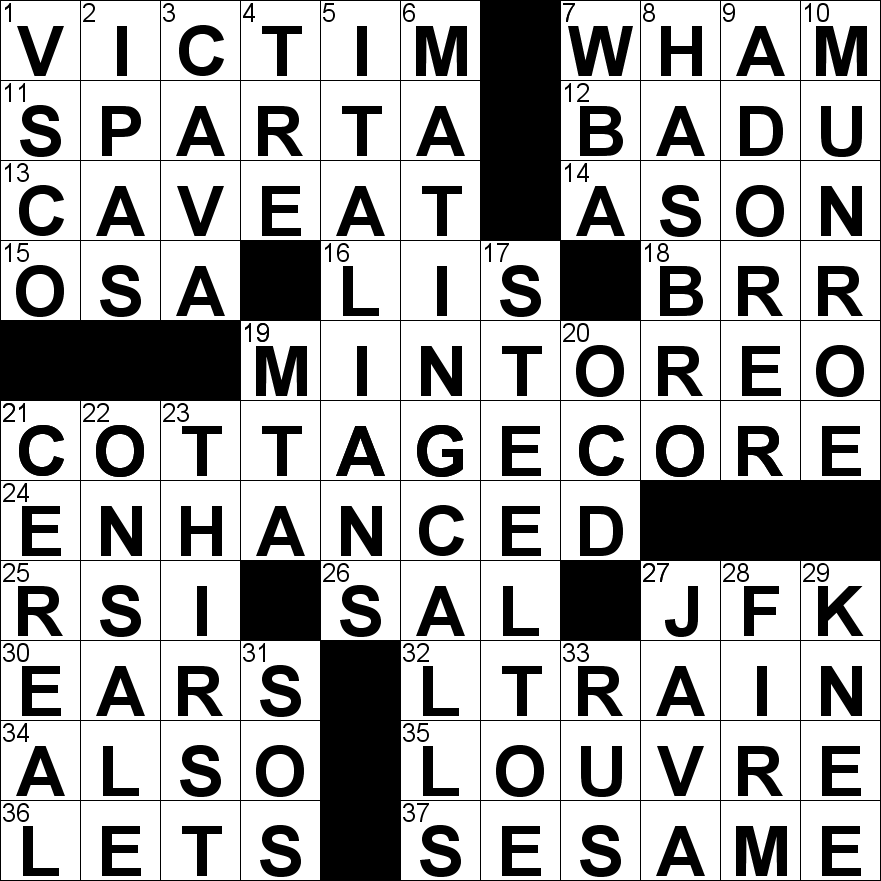 1 2 3 4 5 6 7 8 9 10
V I C T I M W H A M
11 12
S P A R T A B A D U
13 14
C A V E A T A S O N
15 16 17 18
O S A L I S B R R
19 20
M I N T O R E O
21 22 23
C O T T A G E C O R E
24
E N H A N C E D
25 26 27 28 29
R S I S A L J F K
30 31 32 33
E A R S L T R A I N
34 35
A L S O L O U V R E
36 37
L E T S S E S A M E